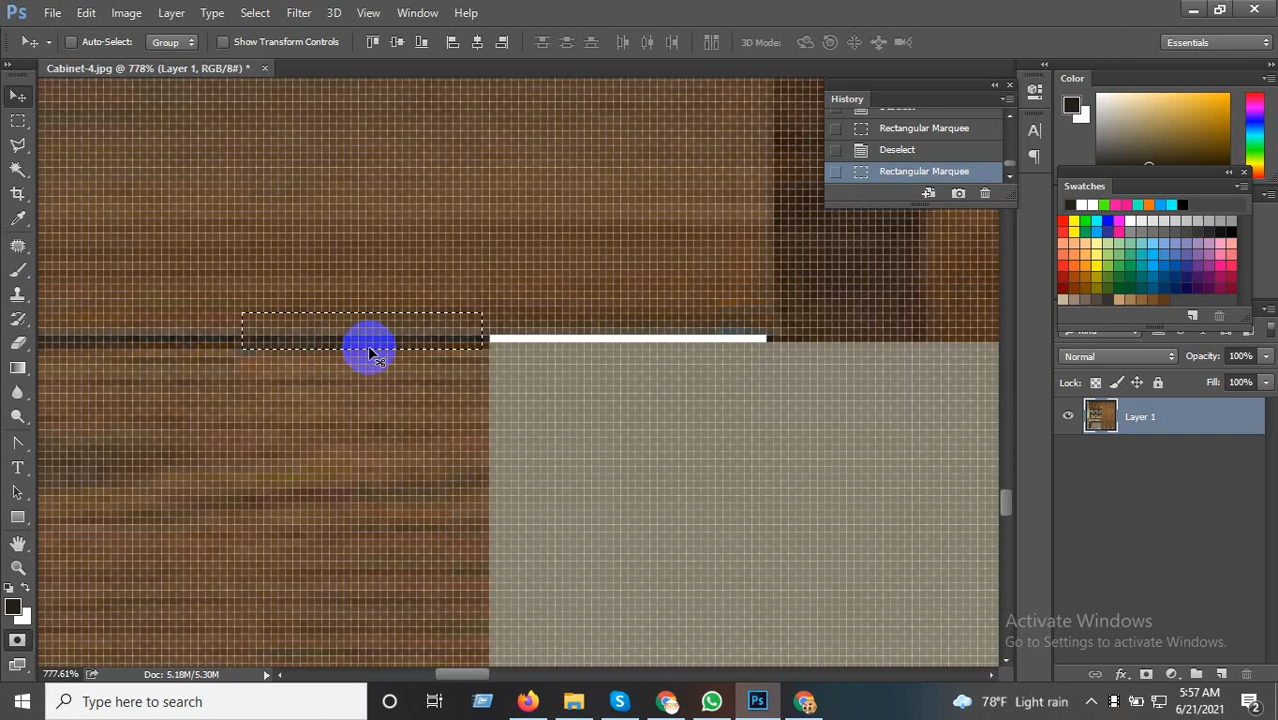 Ps File Edit Image Layer Type Select Filter 3D View Window Help
Auto-Select: Group Show Transform Controls 3D Mode: Essentials
Cabinet-4.jpg @ 778% (Layer 1, RGB/8#) *
Color
History
Rectangular Marquee
Deselect
Rectangular Marquee
Swatches
Normal Opacity: 100%
Lock: Fill: 100%
Layer 1
Activate Windows
Go to Settings to activate Windows.
777.61% Doc: 5.18M/5.30M
Type here to search
78°F Light rain
5:57 AM
6/21/2021
2